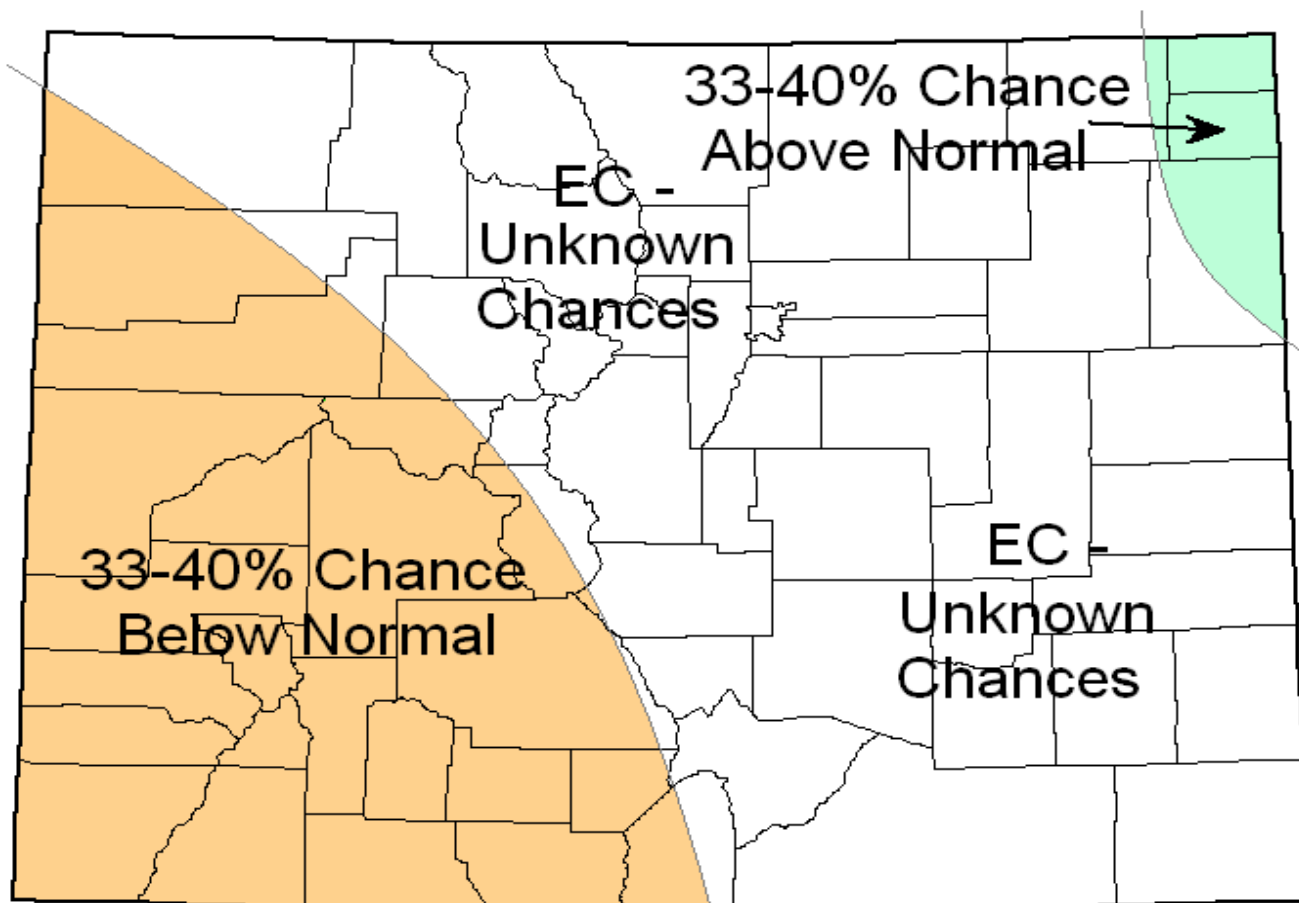 33-40% Chance
Above Normal
EC -
Unknown
Chances
33-40% Chance
Below Normal
EC -
Unknown
Chances